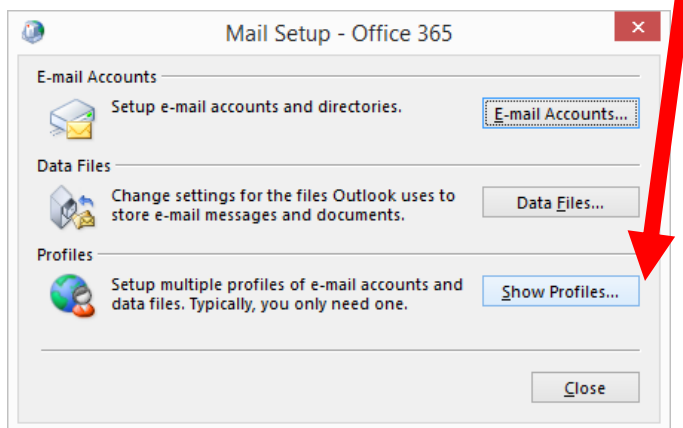 Mail Setup - Office 365
E-mail Accounts
Setup e-mail accounts and directories.
E-mail Accounts...
Data Files
Change settings for the files Outlook uses to
store e-mail messages and documents.
Data Files...
Profiles
Setup multiple profiles of e-mail accounts and
data files. Typically, you only need one.
Show Profiles...
Close